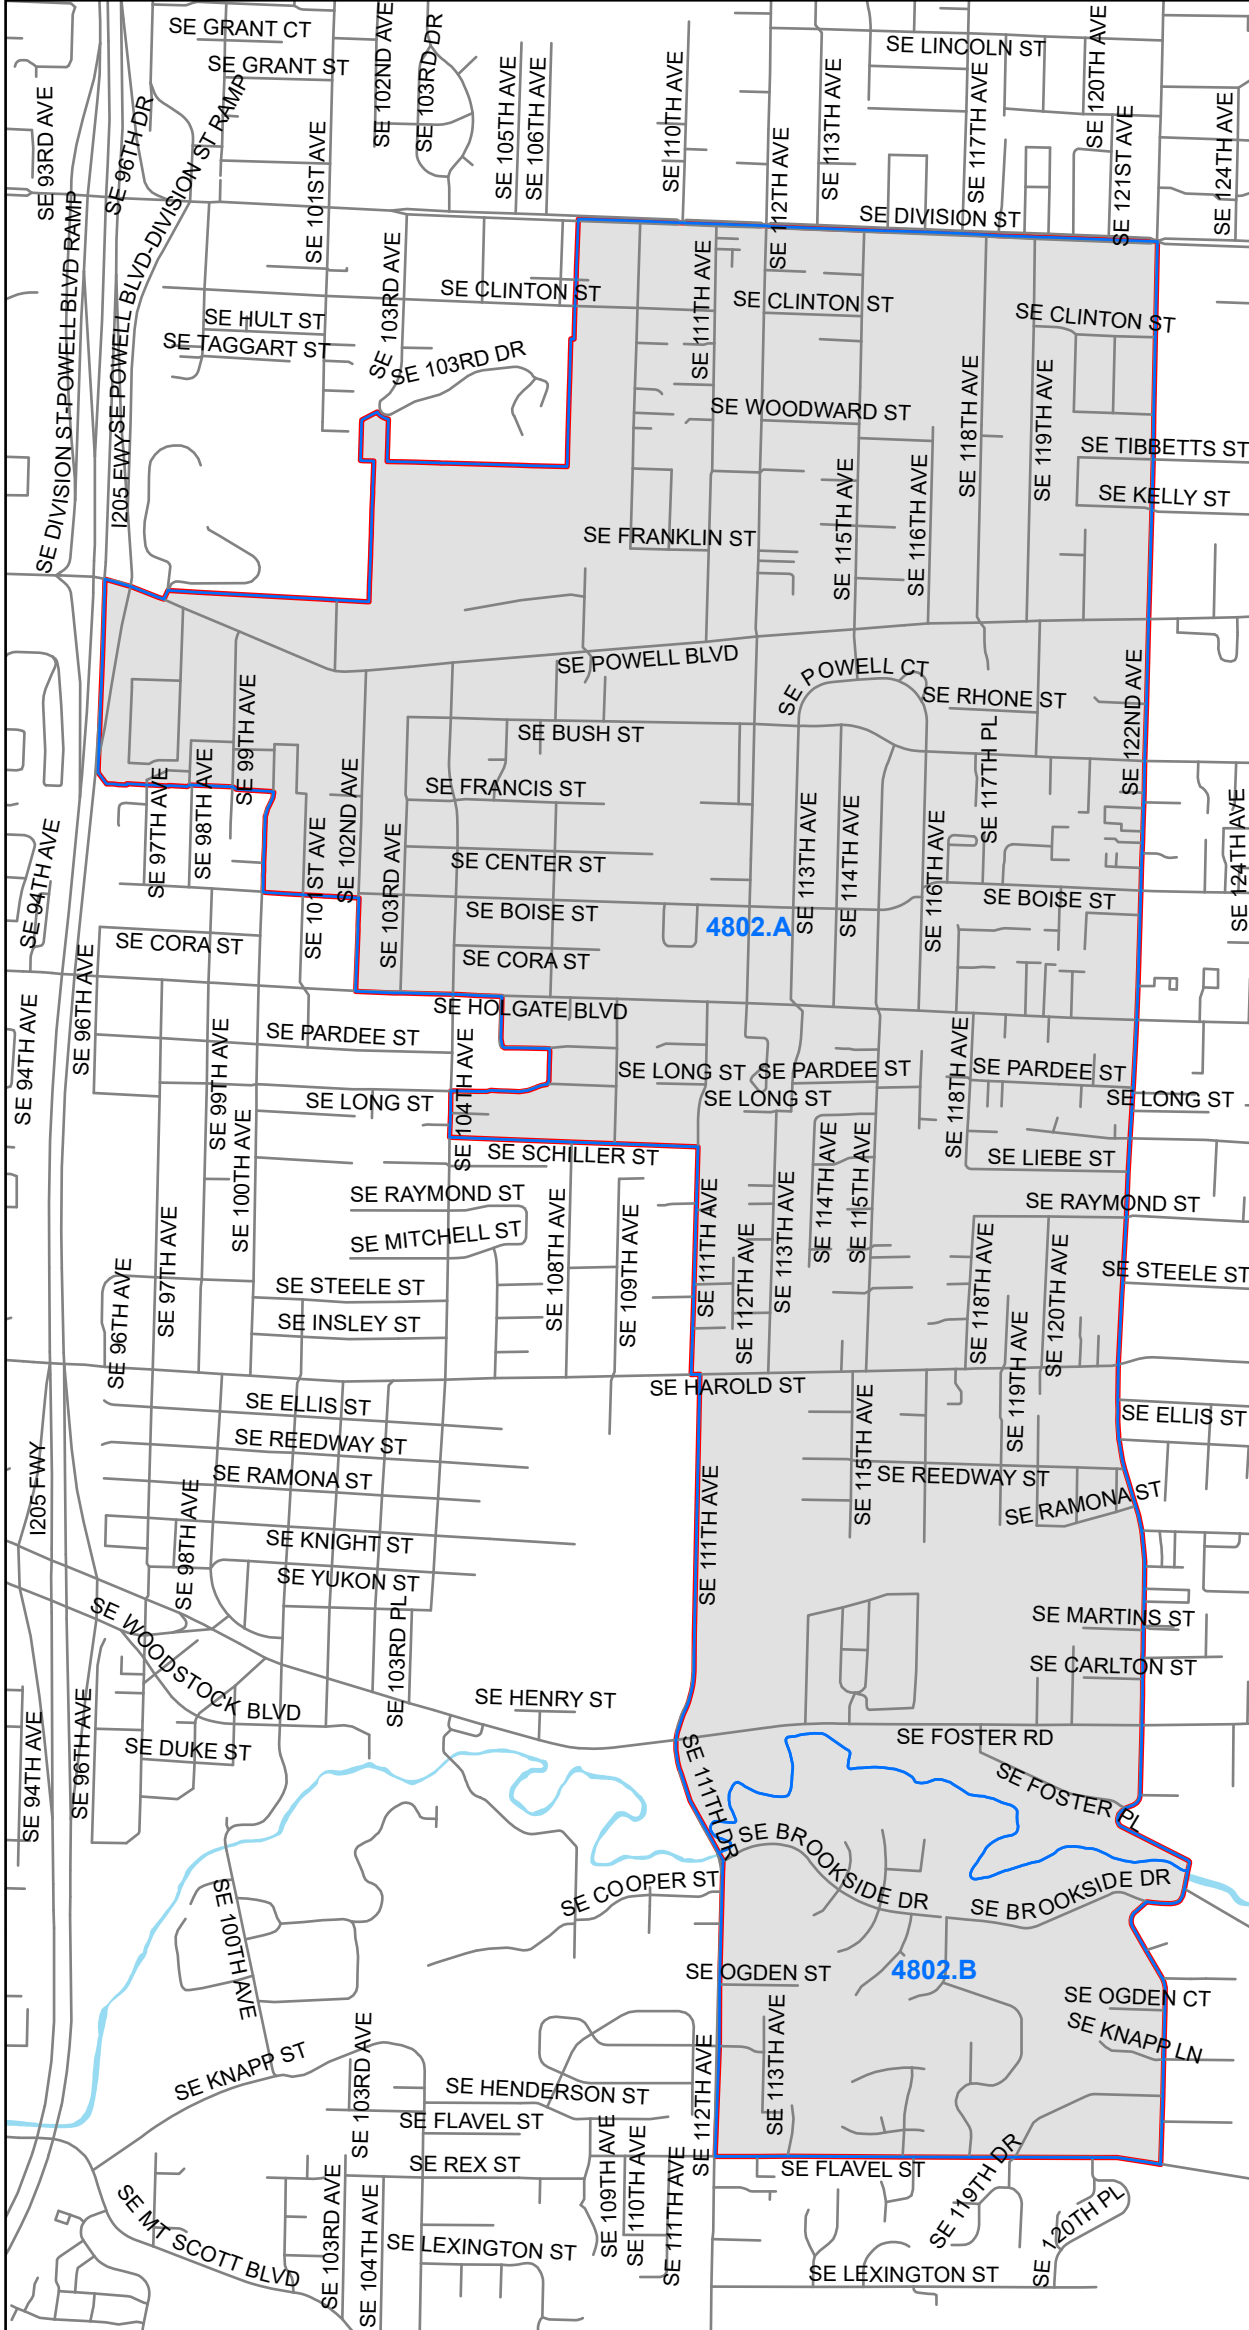 SE GRANT CT
SE GRANT ST
SE 102ND AVE
SE 103RD DR
SE LINCOLN ST
SE 120TH AVE
SE 93RD AVE
SE 96TH DR
SE 101ST AVE
SE 105TH AVE
SE 106TH AVE
SE 110TH AVE
SE 112TH AVE
SE 113TH AVE
SE 117TH AVE
SE 121ST AVE
SE 124TH AVE
SE DIVISION ST-POWELL BLVD RAMP
I205 FWY
SE POWELL BLVD-DIVISION ST RAMP
SE DIVISION ST
SE CLINTON ST
SE CLINTON ST
SE CLINTON ST
SE HULT ST
SE TAGGART ST
SE 103RD AVE
SE 103RD DR
SE 111TH AVE
SE WOODWARD ST
SE 118TH AVE
SE 119TH AVE
SE TIBBETTS ST
SE KELLY ST
SE FRANKLIN ST
SE 115TH AVE
SE 116TH AVE
SE POWELL BLVD
SE POWELL CT
SE RHONE ST
SE 122ND AVE
SE 99TH AVE
SE BUSH ST
SE 117TH PL
SE 97TH AVE
SE 98TH AVE
SE 102ND AVE
SE FRANCIS ST
SE 94TH AVE
SE 101ST AVE
SE 103RD AVE
SE CENTER ST
SE 113TH AVE
SE 114TH AVE
SE 116TH AVE
SE 124TH AVE
SE BOISE ST
SE BOISE ST
4802.A
SE CORA ST
SE CORA ST
SE 96TH AVE
SE HOLGATE BLVD
SE 94TH AVE
SE PARDEE ST
SE 99TH AVE
SE 104TH AVE
SE LONG ST
SE PARDEE ST
SE 118TH AVE
SE PARDEE ST
SE LONG ST
SE LONG ST
SE LONG ST
SE 100TH AVE
SE SCHILLER ST
SE 114TH AVE
SE 115TH AVE
SE LIEBE ST
SE RAYMOND ST
SE RAYMOND ST
SE MITCHELL ST
SE 108TH AVE
SE 109TH AVE
SE 111TH AVE
SE 112TH AVE
SE 113TH AVE
SE 118TH AVE
SE 120TH AVE
SE STEELE ST
SE STEELE ST
SE 96TH AVE
SE 97TH AVE
SE INSLEY ST
SE 119TH AVE
SE HAROLD ST
SE ELLIS ST
SE ELLIS ST
SE REEDWAY ST
SE 115TH AVE
SE REEDWAY ST
I205 FWY
SE RAMONA ST
SE RAMONA ST
SE 98TH AVE
SE KNIGHT ST
SE 111TH AVE
SE YUKON ST
SE WOODSTOCK BLVD
SE 103RD PL
SE MARTINS ST
SE CARLTON ST
SE HENRY ST
SE 94TH AVE
SE 96TH AVE
SE DUKE ST
SE FOSTER RD
SE 111TH DR
SE FOSTER PL
SE BROOKSIDE DR
SE BROOKSIDE DR
SE COOPER ST
SE 100TH AVE
SE OGDEN ST
4802.B
SE OGDEN CT
SE KNAPP LN
SE KNAPP ST
SE 103RD AVE
SE 112TH AVE
SE 113TH AVE
SE HENDERSON ST
SE FLAVEL ST
SE REX ST
SE 109TH AVE
SE 110TH AVE
SE 111TH AVE
SE FLAVEL ST
SE 119TH DR
SE 120TH PL
SE MT SCOTT BLVD
SE 103RD AVE
SE 104TH AVE
SE LEXINGTON ST
SE LEXINGTON ST